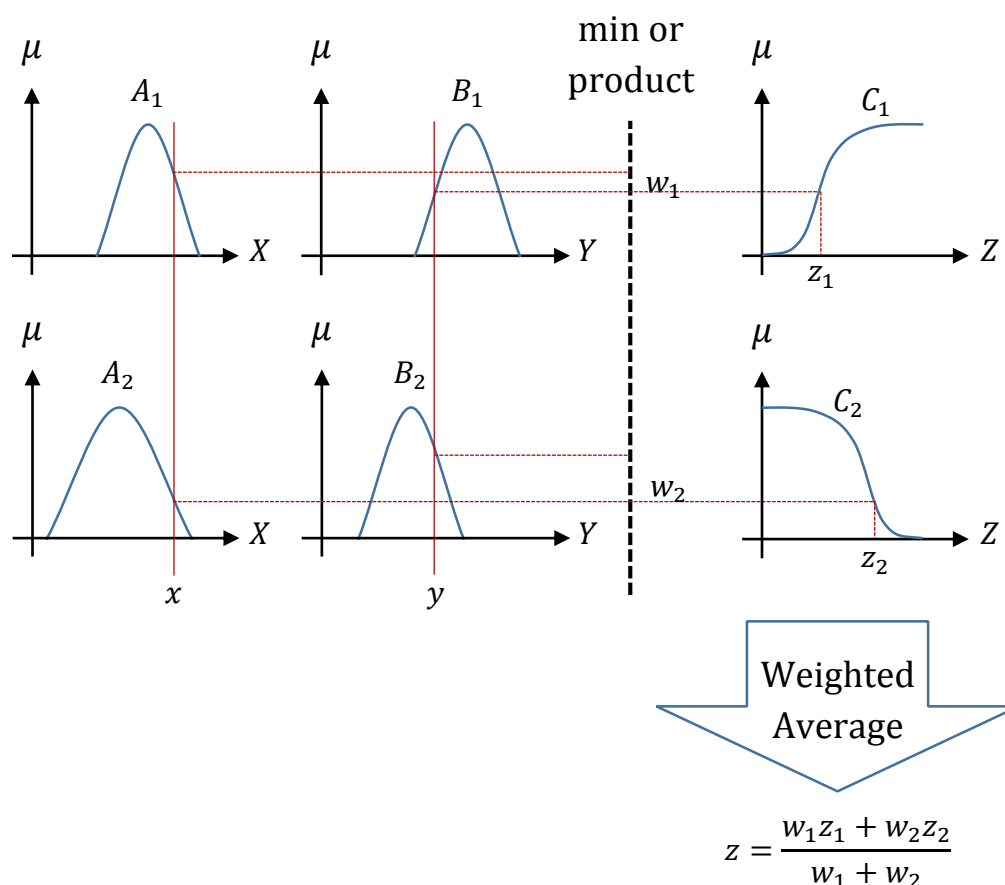 min or
product
μ
A₁
X
μ
B₁
Y
w₁
μ
C₁
z₁
Z
μ
A₂
X
x
μ
B₂
Y
y
w₂
μ
C₂
z₂
Z
Weighted
Average
z = (w₁z₁ + w₂z₂) / (w₁ + w₂)